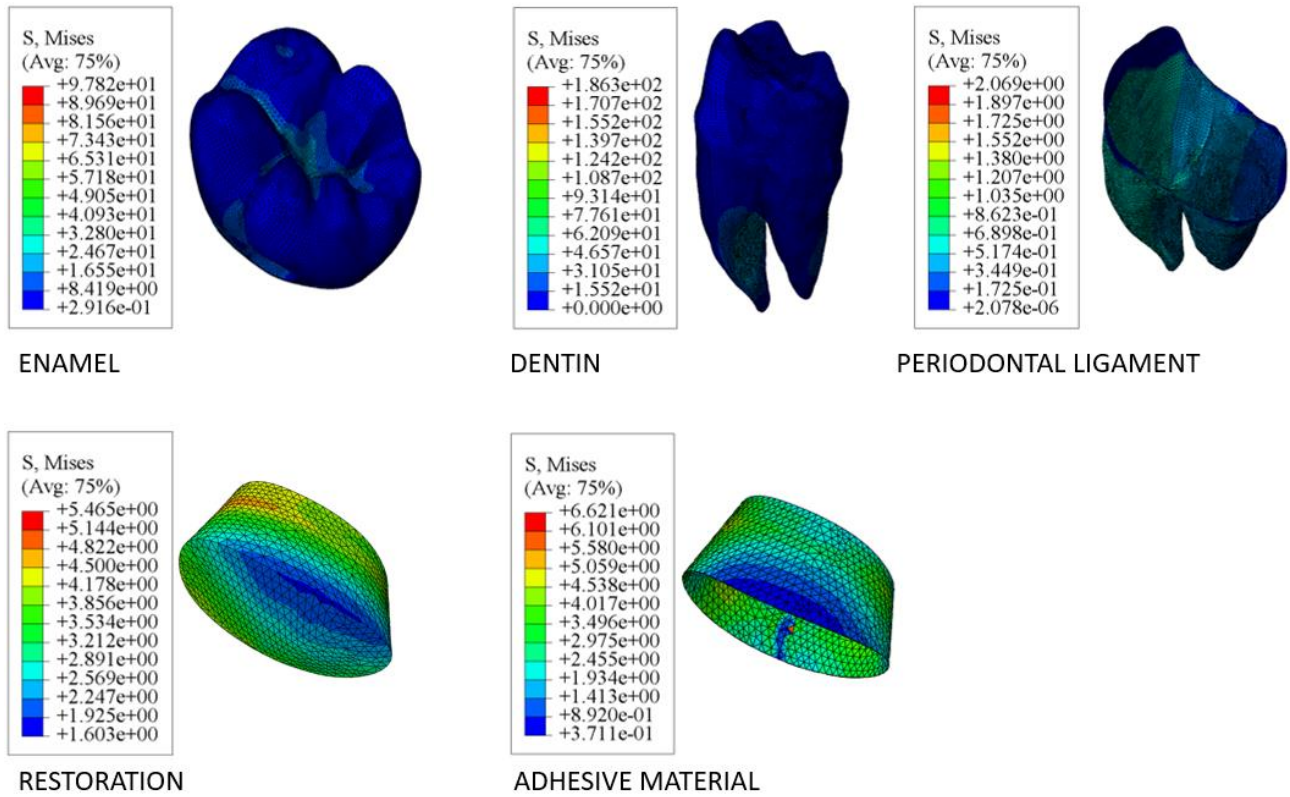 S, Mises
(Avg: 75%)
+9.782e+01
+8.969e+01
+8.156e+01
+7.343e+01
+6.531e+01
+5.718e+01
+4.905e+01
+4.093e+01
+3.280e+01
+2.467e+01
+1.655e+01
+8.419e+00
+2.916e-01
ENAMEL
S, Mises
(Avg: 75%)
+1.863e+02
+1.707e+02
+1.552e+02
+1.397e+02
+1.242e+02
+1.087e+02
+9.314e+01
+7.761e+01
+6.209e+01
+4.657e+01
+3.105e+01
+1.552e+01
+0.000e+00
DENTIN
S, Mises
(Avg: 75%)
+2.069e+00
+1.897e+00
+1.725e+00
+1.552e+00
+1.380e+00
+1.207e+00
+1.035e+00
+8.623e-01
+6.898e-01
+5.174e-01
+3.449e-01
+1.725e-01
+2.078e-06
PERIODONTAL LIGAMENT
S, Mises
(Avg: 75%)
+5.465e+00
+5.144e+00
+4.822e+00
+4.500e+00
+4.178e+00
+3.856e+00
+3.534e+00
+3.212e+00
+2.891e+00
+2.569e+00
+2.247e+00
+1.925e+00
+1.603e+00
RESTORATION
S, Mises
(Avg: 75%)
+6.621e+00
+6.101e+00
+5.580e+00
+5.059e+00
+4.538e+00
+4.017e+00
+3.496e+00
+2.975e+00
+2.455e+00
+1.934e+00
+1.413e+00
+8.920e-01
+3.711e-01
ADHESIVE MATERIAL